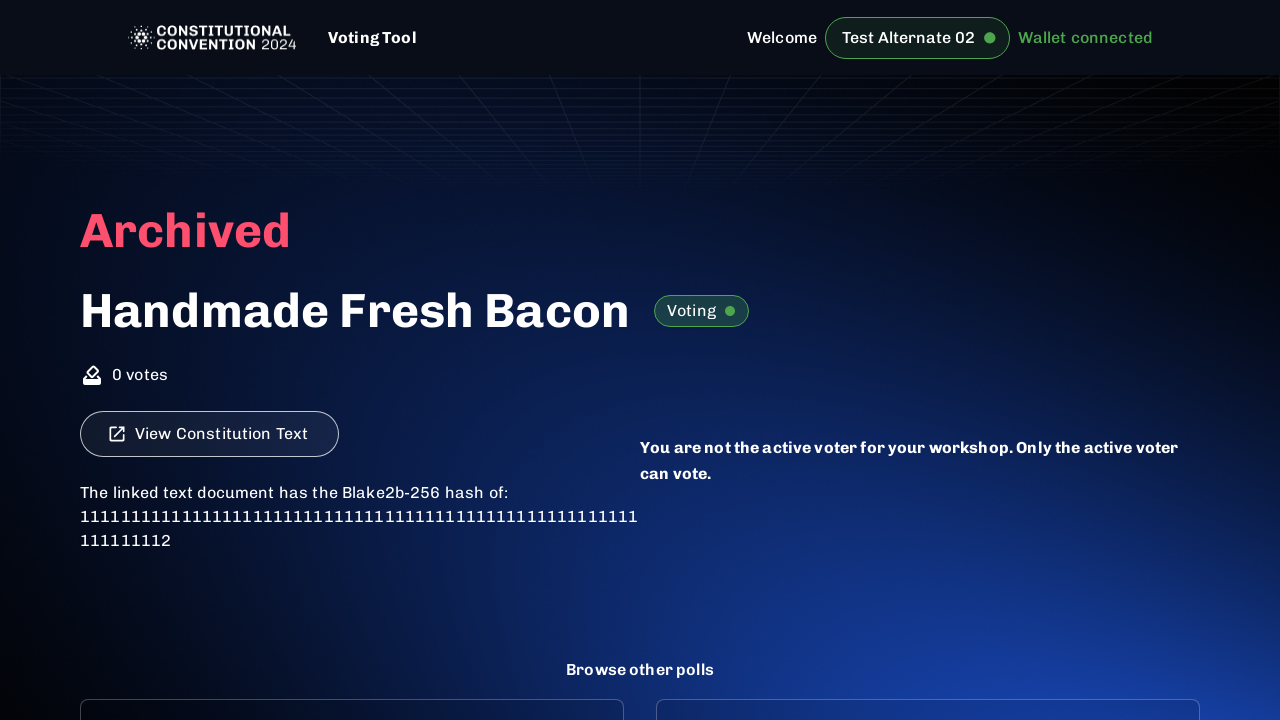 CONSTITUTIONAL
CONVENTION 2024
Voting Tool
Welcome
Test Alternate 02
Wallet connected
Archived
Handmade Fresh Bacon
Voting
0 votes
View Constitution Text
The linked text document has the Blake2b-256 hash of:
1111111111111111111111111111111111111111111111111111111
111111112
You are not the active voter for your workshop. Only the active voter
can vote.
Browse other polls